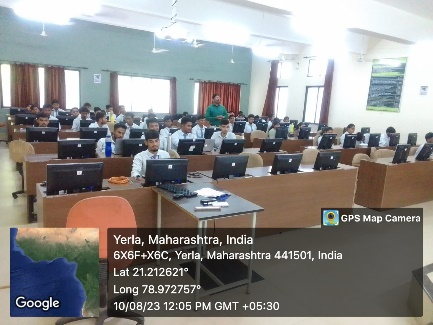 GPS Map Camera
Yerla, Maharashtra, India
6X6F+X6C, Yerla, Maharashtra 441501, India
Lat 21.212621°
Long 78.972757°
10/08/23 12:05 PM GMT +05:30
Google